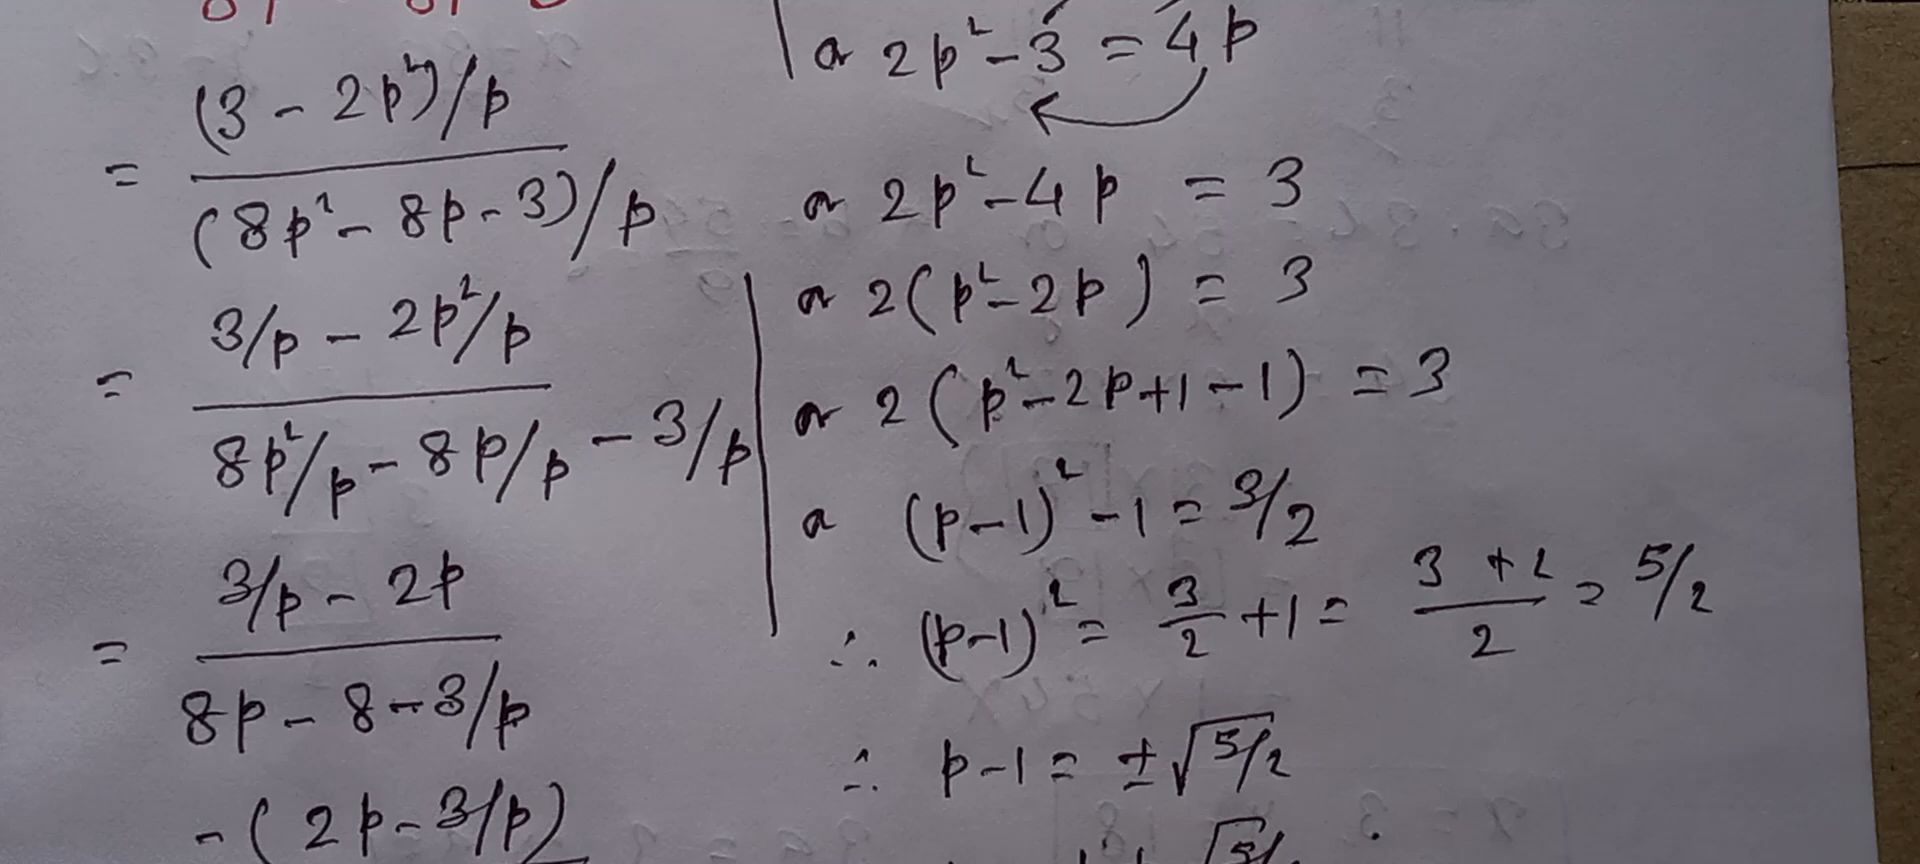 = (3 - 2p²)/p
(8p² - 8p - 3)/p
= 3/p - 2p²/p
8p²/p - 8p/p - 3/p
= 3/p - 2p
8p - 8 - 3/p
- (2p - 3/p)
a 2p² - 3 = 4p
or 2p² - 4p = 3
or 2(p² - 2p) = 3
or 2(p² - 2p + 1 - 1) = 3
a (p-1)² - 1 = 3/2
∴ (p-1)² = 3/2 + 1 = (3 + 2)/2 = 5/2
∴ p - 1 = ± √5/2